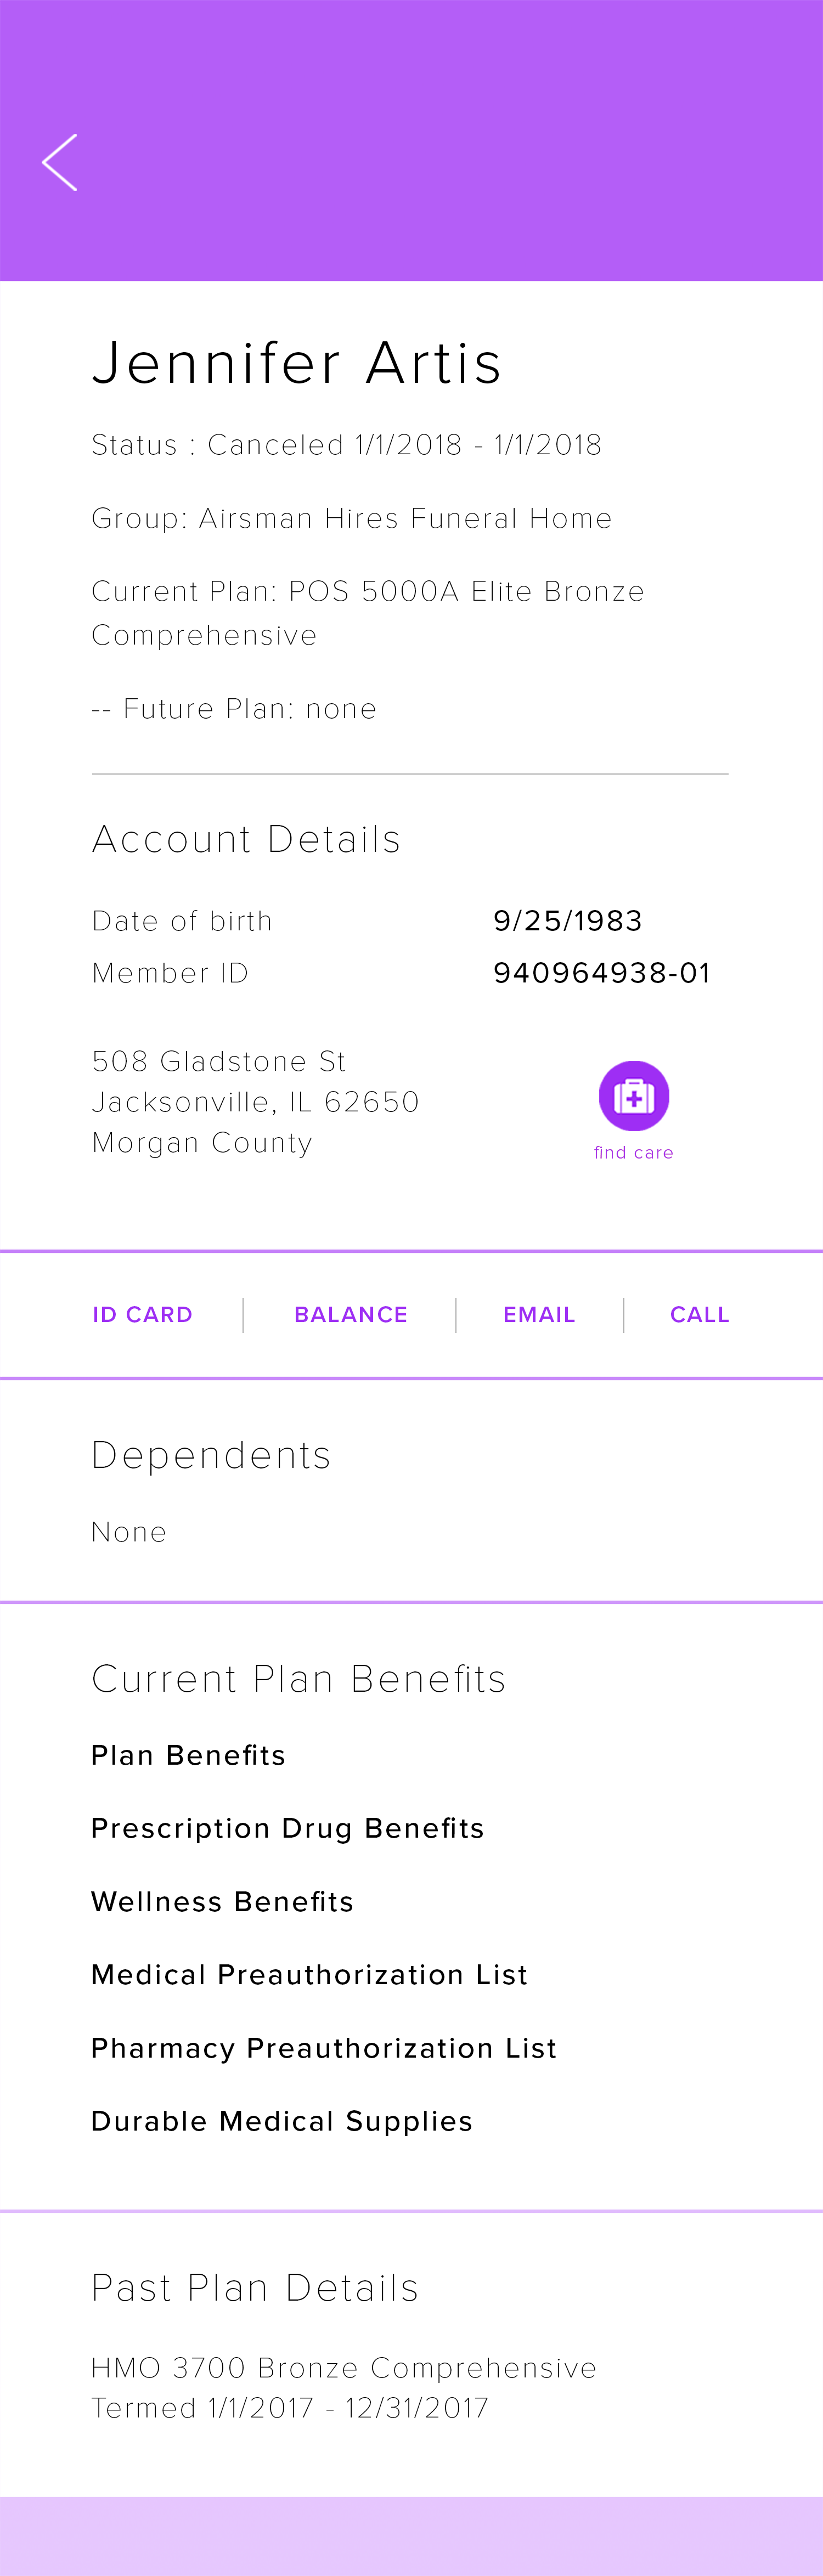 Jennifer Artis
Status : Canceled 1/1/2018 - 1/1/2018
Group: Airsman Hires Funeral Home
Current Plan: POS 5000A Elite Bronze
Comprehensive
-- Future Plan: none
Account Details
Date of birth 9/25/1983
Member ID 940964938-01
508 Gladstone St
Jacksonville, IL 62650
Morgan County
find care
ID CARD BALANCE EMAIL CALL
Dependents
None
Current Plan Benefits
Plan Benefits
Prescription Drug Benefits
Wellness Benefits
Medical Preauthorization List
Pharmacy Preauthorization List
Durable Medical Supplies
Past Plan Details
HMO 3700 Bronze Comprehensive
Termed 1/1/2017 - 12/31/2017